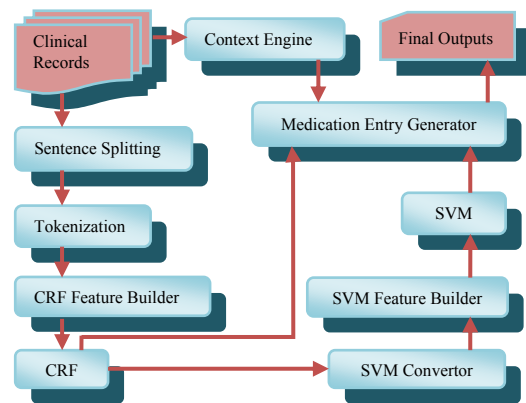 Clinical
Records
Context Engine
Final Outputs
Medication Entry Generator
Sentence Splitting
Tokenization
SVM
CRF Feature Builder
SVM Feature Builder
CRF
SVM Convertor